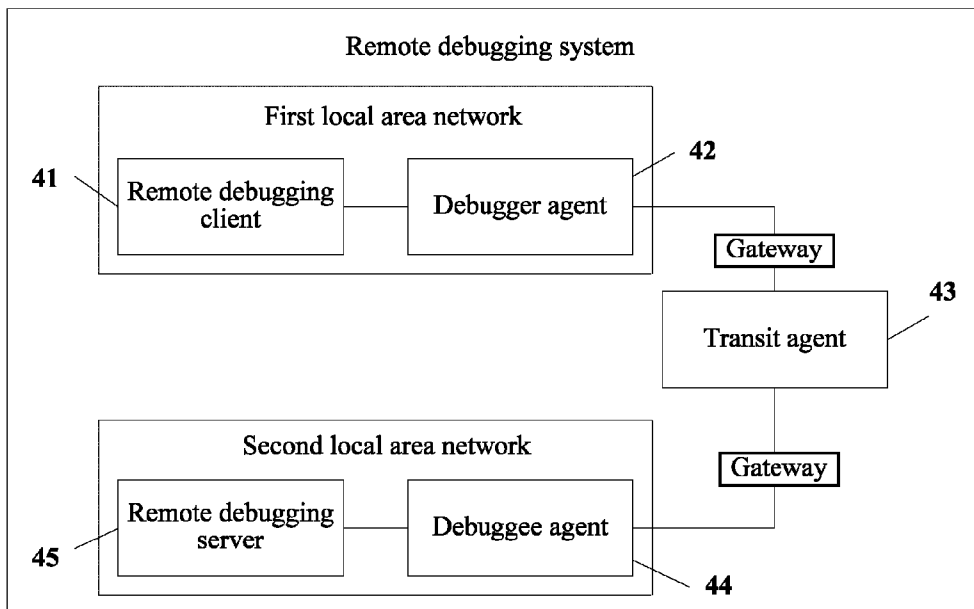 Remote debugging system
First local area network
41
Remote debugging
client
Debugger agent
42
Gateway
43
Transit agent
Second local area network
Gateway
Remote debugging
server
45
Debuggee agent
44